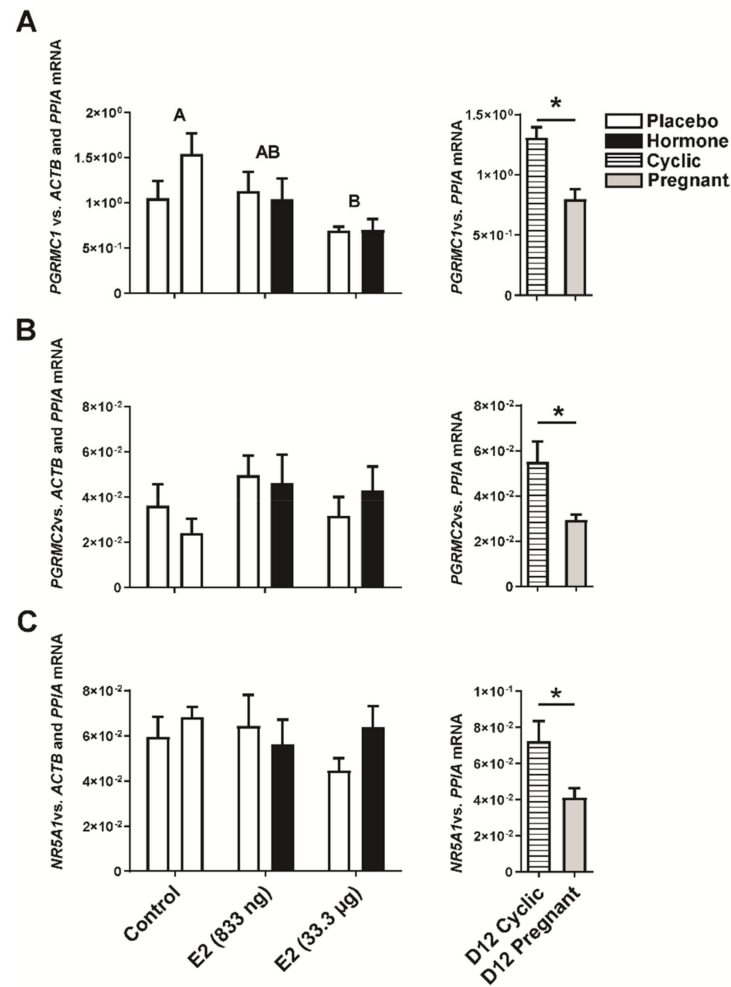 A
PGRMC1 vs. ACTB and PPIA mRNA
2×10⁰
1.5×10⁰
1×10⁰
5×10⁻¹
0
A
AB
B
PGRMC1vs. PPIA mRNA
1.5×10⁰
1×10⁰
5×10⁻¹
0
*
Placebo
Hormone
Cyclic
Pregnant
B
PGRMC2vs. ACTB and PPIA mRNA
8×10⁻²
6×10⁻²
4×10⁻²
2×10⁻²
0
PGRMC2vs. PPIA mRNA
8×10⁻²
6×10⁻²
4×10⁻²
2×10⁻²
0
*
C
NR5A1vs. ACTB and PPIA mRNA
8×10⁻²
6×10⁻²
4×10⁻²
2×10⁻²
0
Control
E2 (833 ng)
E2 (33.3 µg)
NR5A1vs. PPIA mRNA
1×10⁻¹
8×10⁻²
6×10⁻²
4×10⁻²
2×10⁻²
0
*
D12 Cyclic
D12 Pregnant